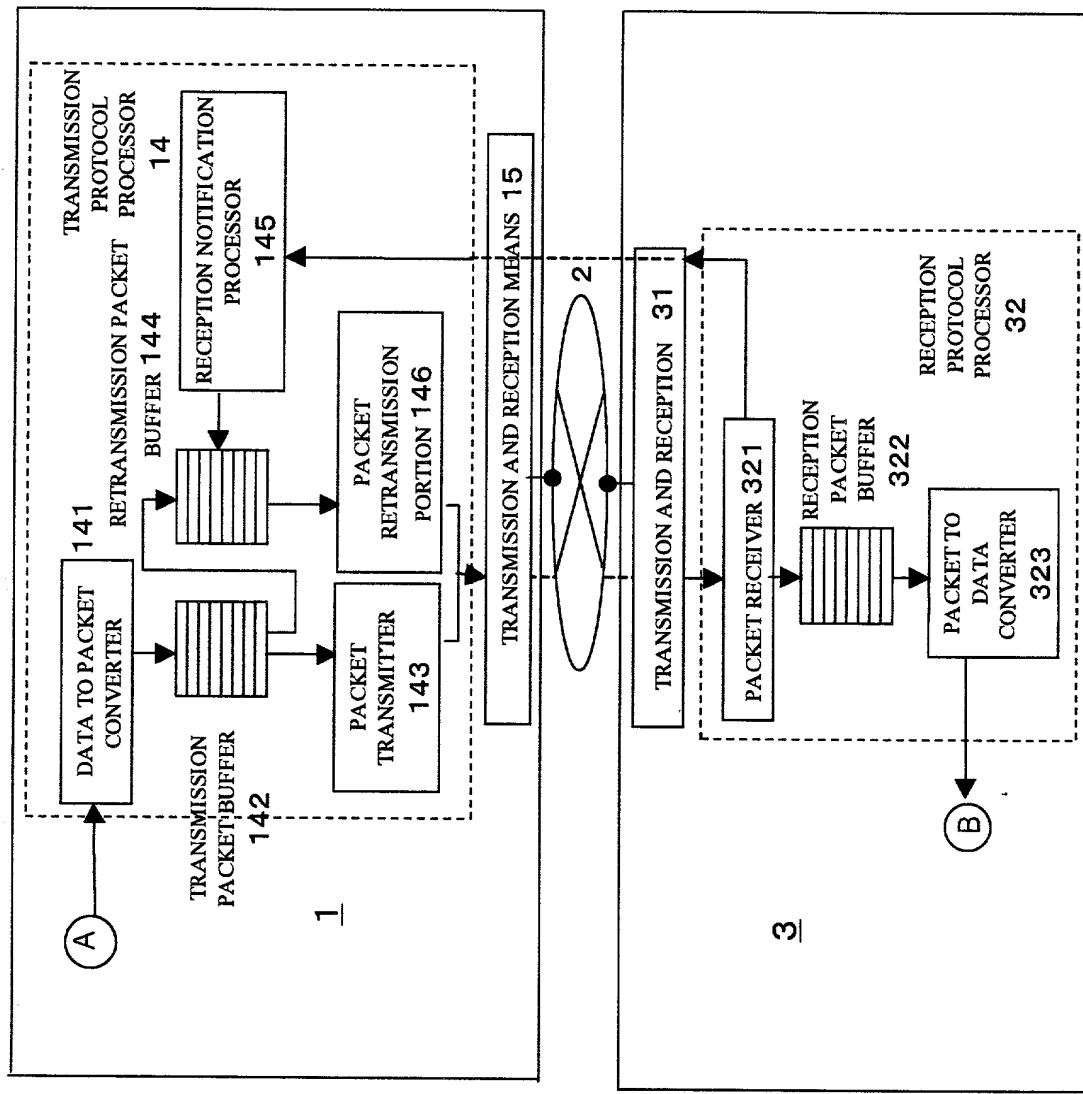 TRANSMISSION
PROTOCOL
PROCESSOR
14
A
141
DATA TO PACKET
CONVERTER
RETRANSMISSION PACKET
BUFFER 144
RECEPTION NOTIFICATION
PROCESSOR
145
TRANSMISSION
PACKET BUFFER
142
PACKET
TRANSMITTER
143
PACKET
RETRANSMISSION
PORTION 146
1
TRANSMISSION AND RECEPTION MEANS 15
2
TRANSMISSION AND RECEPTION 31
PACKET RECEIVER 321
RECEPTION
PACKET
BUFFER
322
RECEPTION
PROTOCOL
PROCESSOR
32
PACKET TO
DATA
CONVERTER
323
B
3